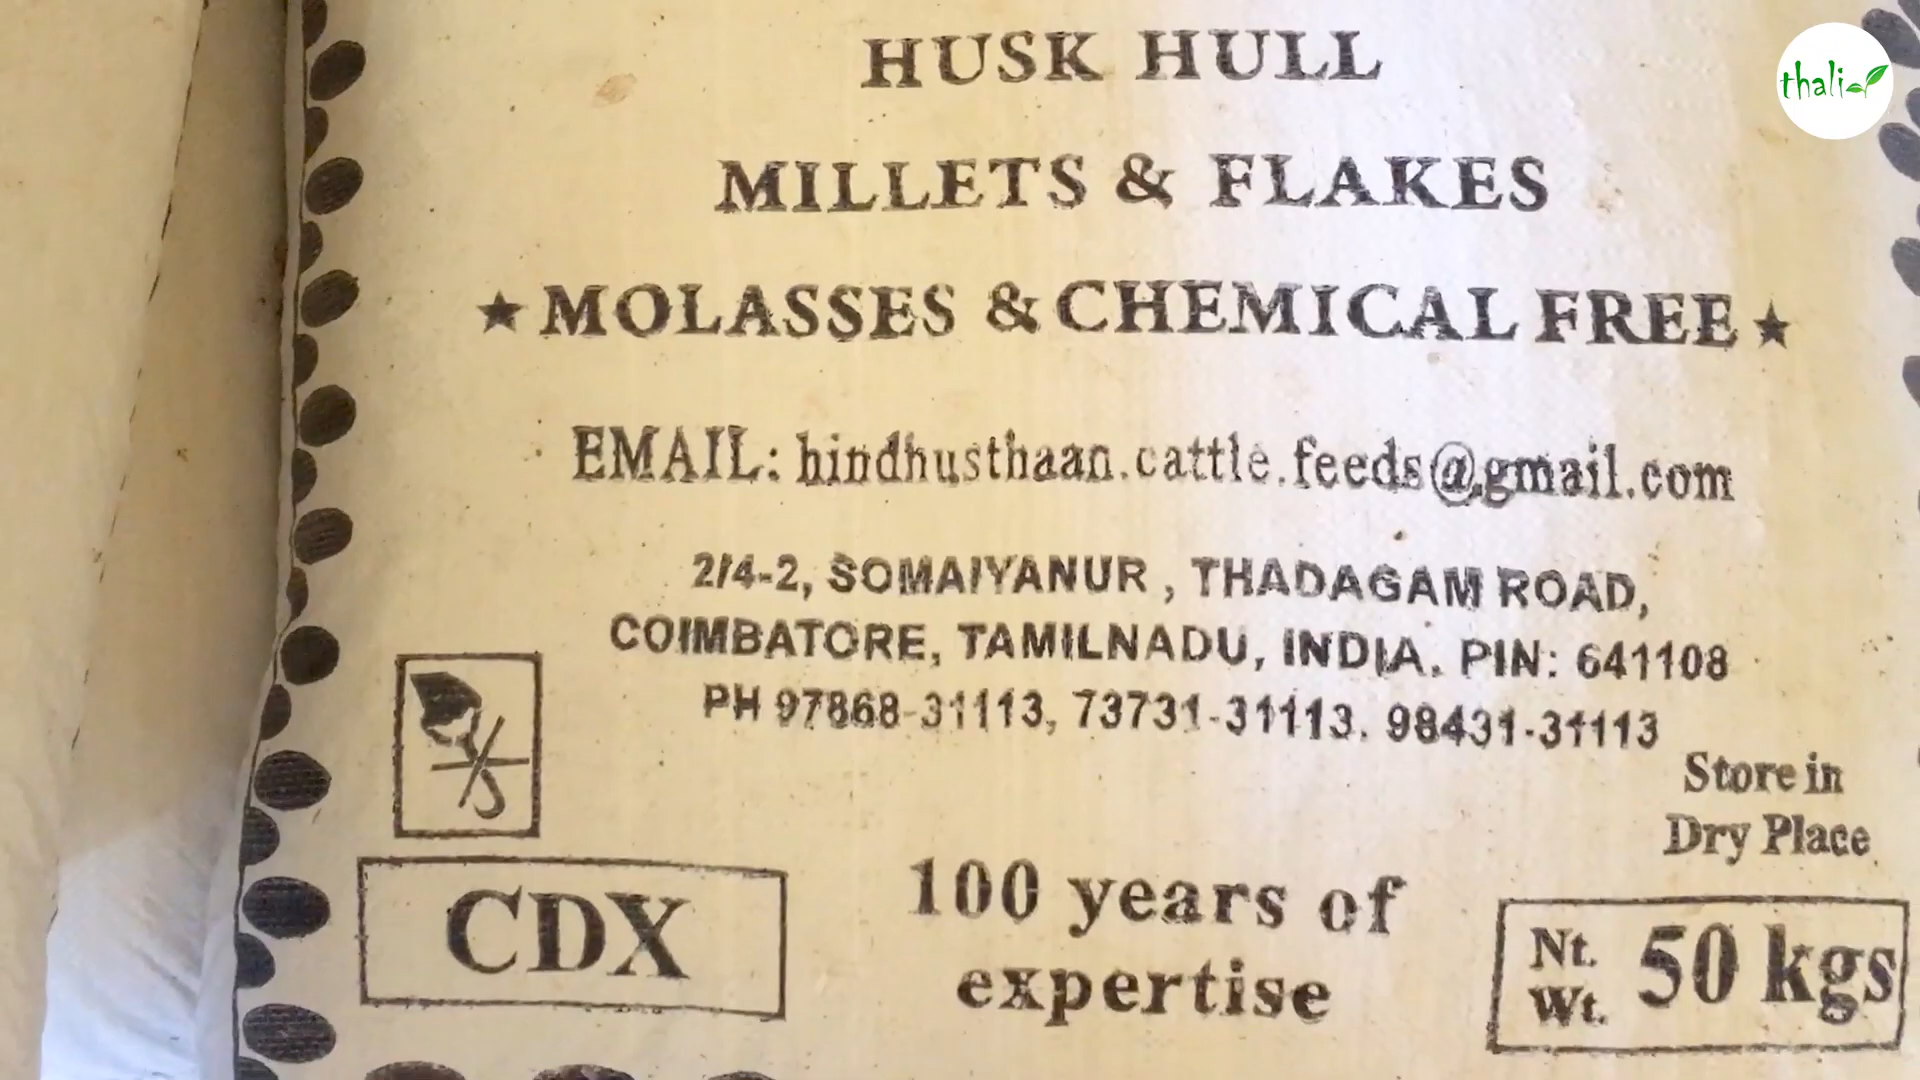 thali
HUSK HULL
MILLETS & FLAKES
★ MOLASSES & CHEMICAL FREE ★
EMAIL: hindhusthaan.cattle.feeds@gmail.com
2/4-2, SOMAIYANUR , THADAGAM ROAD,
COIMBATORE, TAMILNADU, INDIA. PIN: 641108
PH 97868-31113, 73731-31113. 98431-31113
Store in
Dry Place
CDX
100 years of
expertise
Nt. Wt. 50 kgs